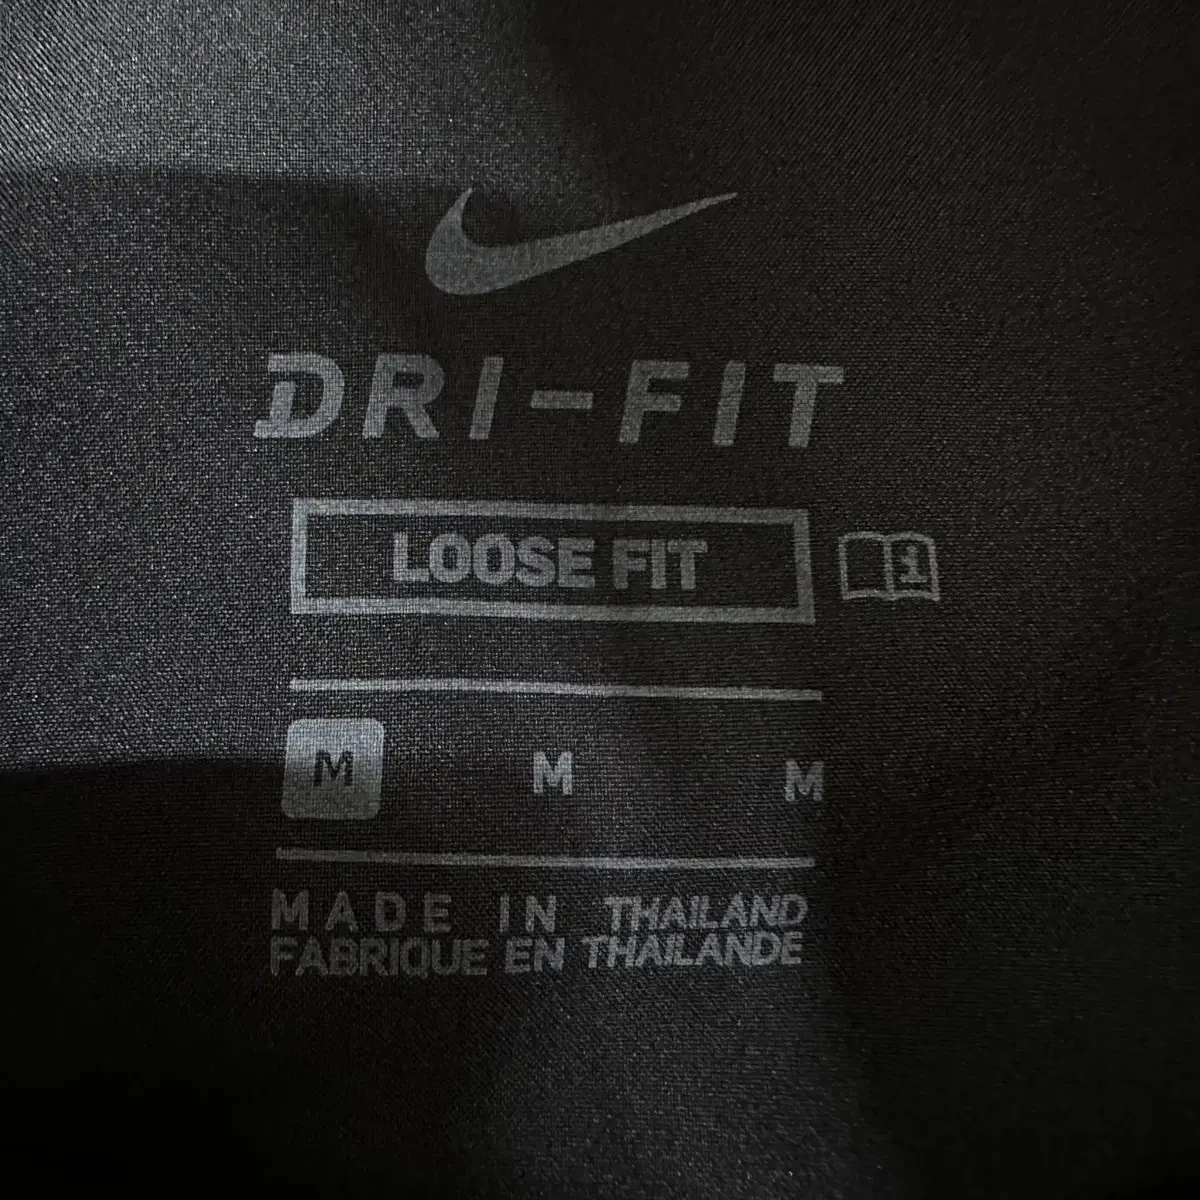 DRI-FIT
LOOSE FIT i
M M M
MADE IN THAILAND
FABRIQUE EN THAILANDE